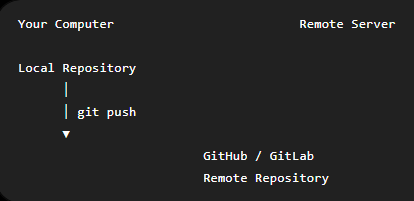 Your Computer Remote Server
Local Repository
git push
GitHub / GitLab
Remote Repository